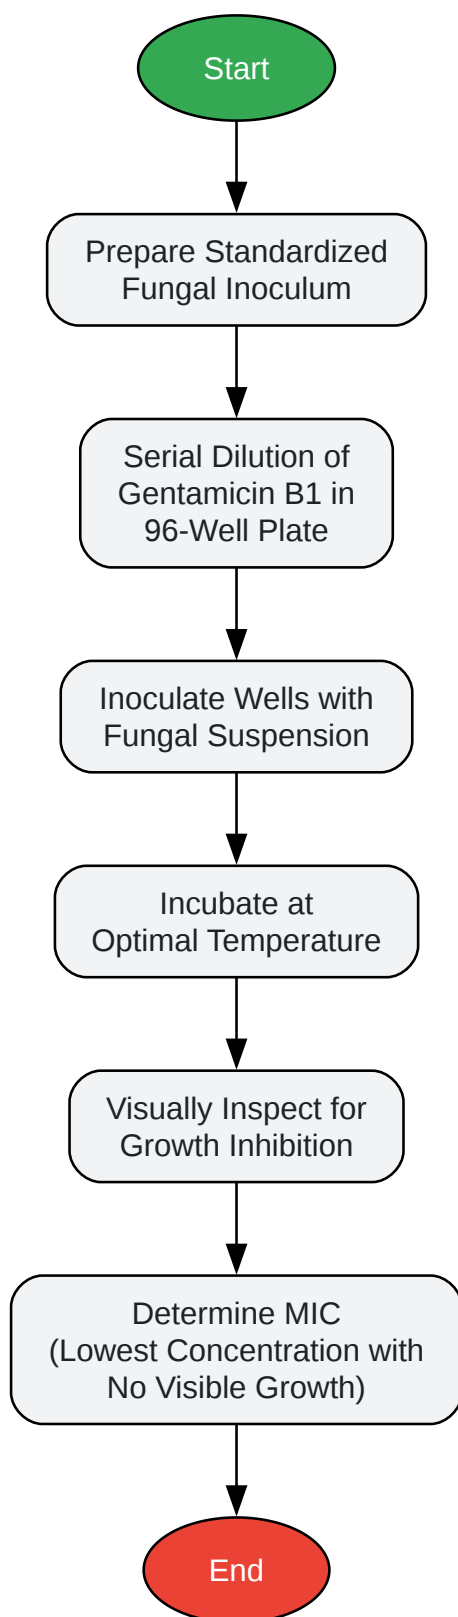 Start
Prepare Standardized
Fungal Inoculum
Serial Dilution of
Gentamicin B1 in
96-Well Plate
Inoculate Wells with
Fungal Suspension
Incubate at
Optimal Temperature
Visually Inspect for
Growth Inhibition
Determine MIC
(Lowest Concentration with
No Visible Growth)
End